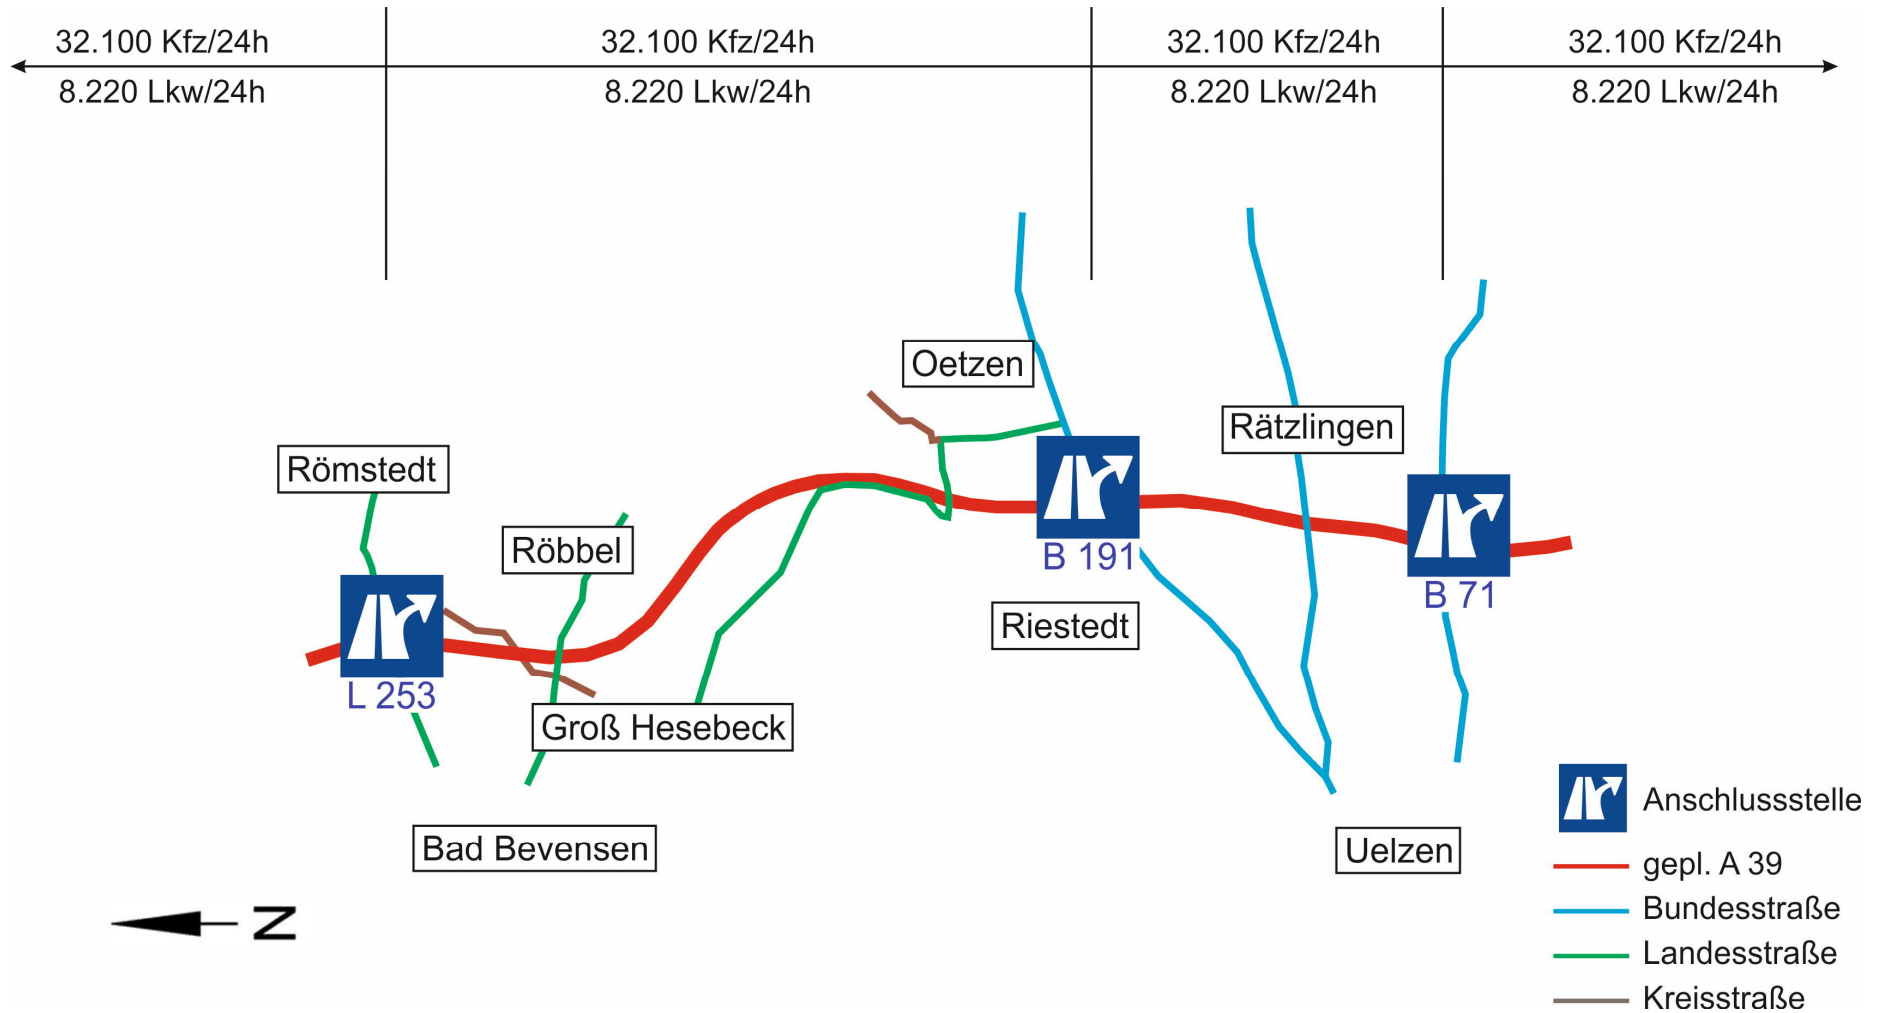 32.100 Kfz/24h
32.100 Kfz/24h
32.100 Kfz/24h
32.100 Kfz/24h
8.220 Lkw/24h
8.220 Lkw/24h
8.220 Lkw/24h
8.220 Lkw/24h
Oetzen
Rätzlingen
Römstedt
Röbbel
B 191
B 71
Riestedt
L 253
Groß Hesebeck
Bad Bevensen
Uelzen
N
Anschlussstelle
gepl. A 39
Bundesstraße
Landesstraße
Kreisstraße